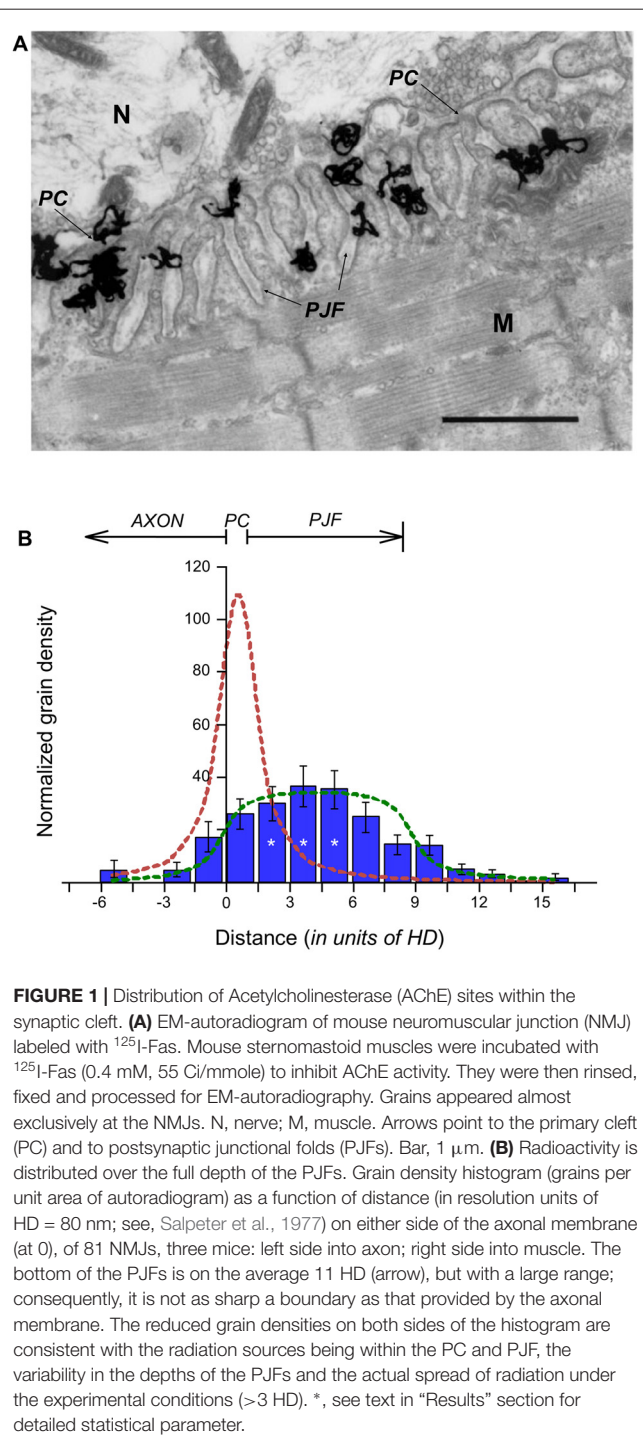 A
PC
N
PC
PJF
M
B
AXON PC PJF
120
100
80
60
40
Normalized grain density
* * *
-6 -3 0 3 6 9 12 15
Distance (in units of HD)
FIGURE 1 | Distribution of Acetylcholinesterase (AChE) sites within the
synaptic cleft. (A) EM-autoradiogram of mouse neuromuscular junction (NMJ)
labeled with ¹²⁵I-Fas. Mouse sternomastoid muscles were incubated with
¹²⁵I-Fas (0.4 mM, 55 Ci/mmole) to inhibit AChE activity. They were then rinsed,
fixed and processed for EM-autoradiography. Grains appeared almost
exclusively at the NMJs. N, nerve; M, muscle. Arrows point to the primary cleft
(PC) and to postsynaptic junctional folds (PJFs). Bar, 1 μm. (B) Radioactivity is
distributed over the full depth of the PJFs. Grain density histogram (grains per
unit area of autoradiogram) as a function of distance (in resolution units of
HD = 80 nm; see, Salpeter et al., 1977) on either side of the axonal membrane
(at 0), of 81 NMJs, three mice: left side into axon; right side into muscle. The
bottom of the PJFs is on the average 11 HD (arrow), but with a large range;
consequently, it is not as sharp a boundary as that provided by the axonal
membrane. The reduced grain densities on both sides of the histogram are
consistent with the radiation sources being within the PC and PJF, the
variability in the depths of the PJFs and the actual spread of radiation under
the experimental conditions (>3 HD). *, see text in “Results” section for
detailed statistical parameter.